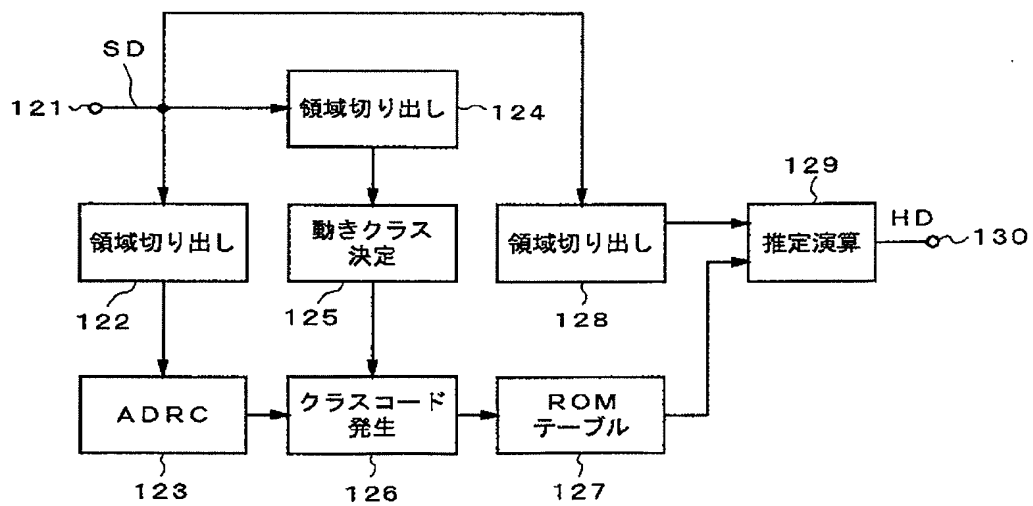 SD
121
領域切り出し
124
129
領域切り出し
122
動きクラス
決定
125
領域切り出し
128
推定演算
HD
130
ADRC
123
クラスコード
発生
126
ROM
テーブル
127